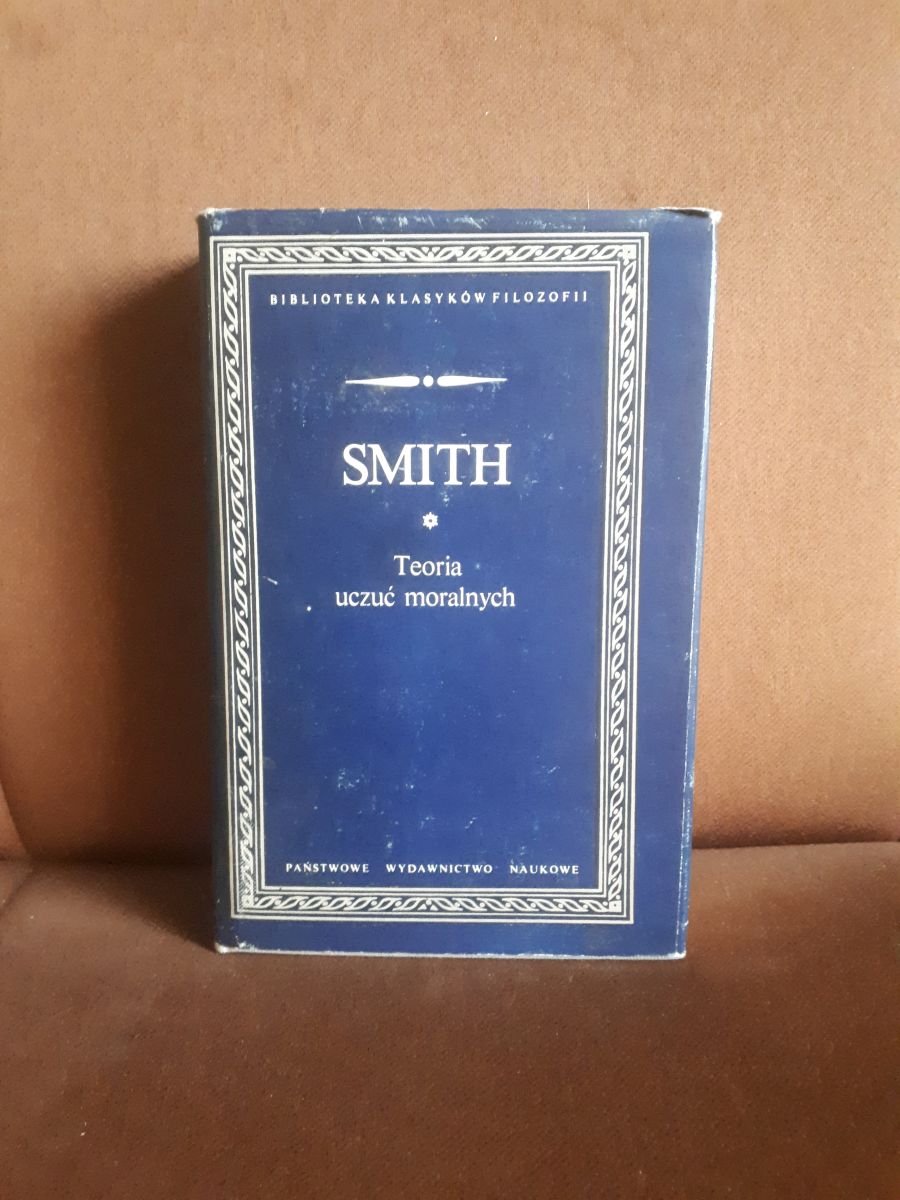 BIBLIOTEKA KLASYKÓW FILOZOFII
SMITH
Teoria
uczuć moralnych
PAŃSTWOWE WYDAWNICTWO NAUKOWE